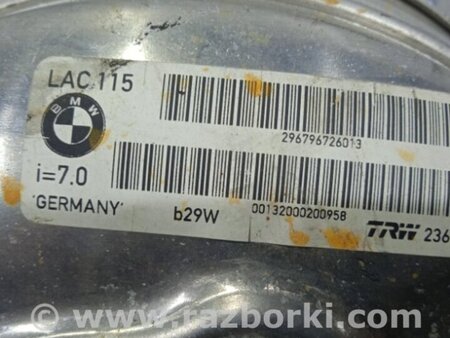 LAC 115
BMW
296796726013
i=7.0
'GERMANY'
b29W
00132000200958
TRW 236
www.razborki.com